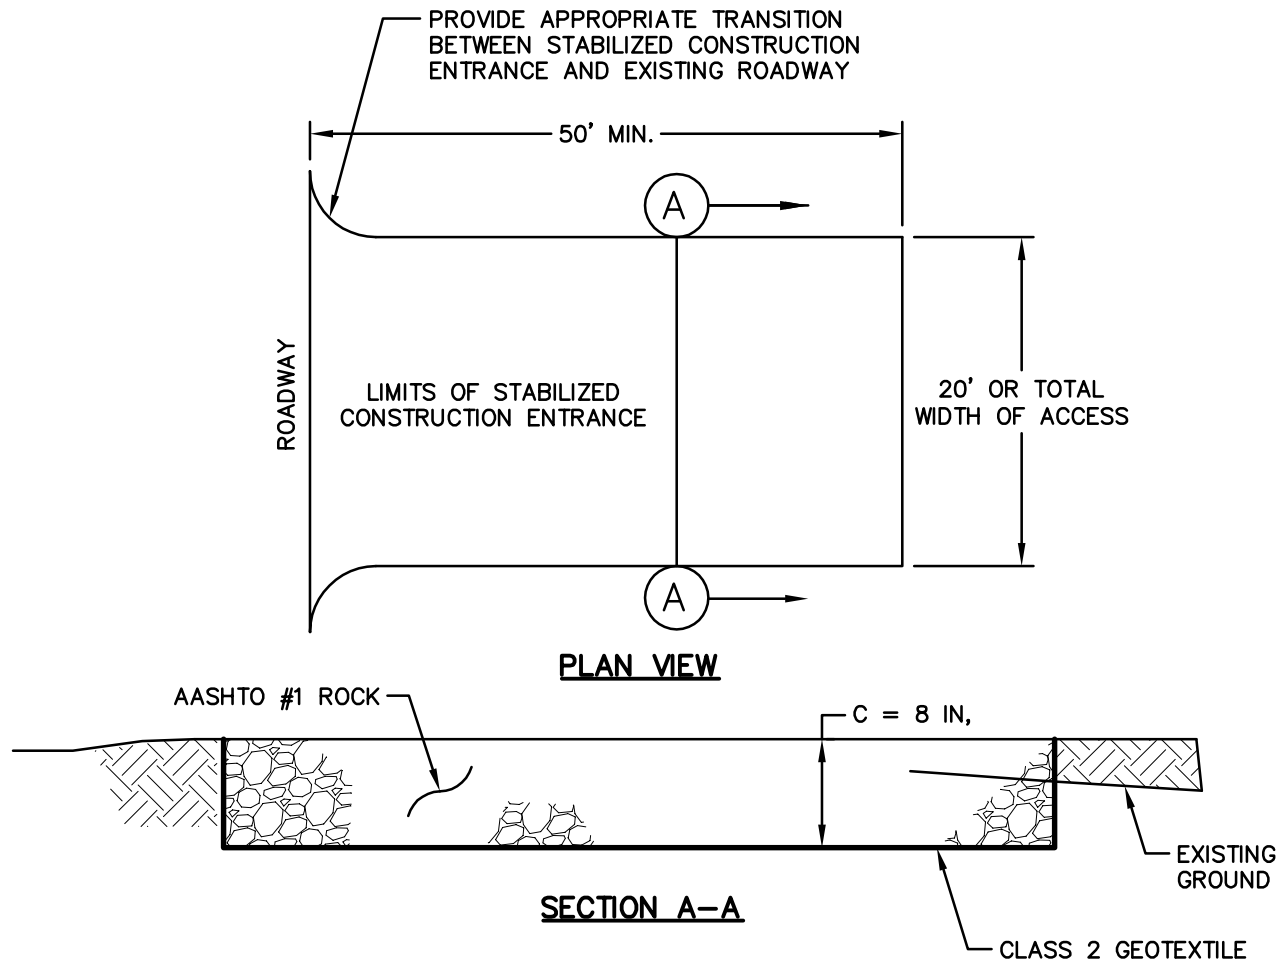 PROVIDE APPROPRIATE TRANSITION
BETWEEN STABILIZED CONSTRUCTION
ENTRANCE AND EXISTING ROADWAY
50' MIN.
A
ROADWAY
LIMITS OF STABILIZED
CONSTRUCTION ENTRANCE
20' OR TOTAL
WIDTH OF ACCESS
A
PLAN VIEW
AASHTO #1 ROCK
C = 8 IN,
EXISTING
GROUND
SECTION A-A
CLASS 2 GEOTEXTILE